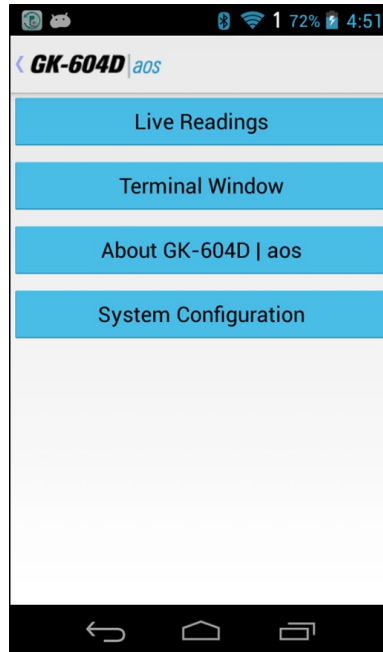 1 72% 4:51
GK-604D|aos
Live Readings
Terminal Window
About GK-604D | aos
System Configuration